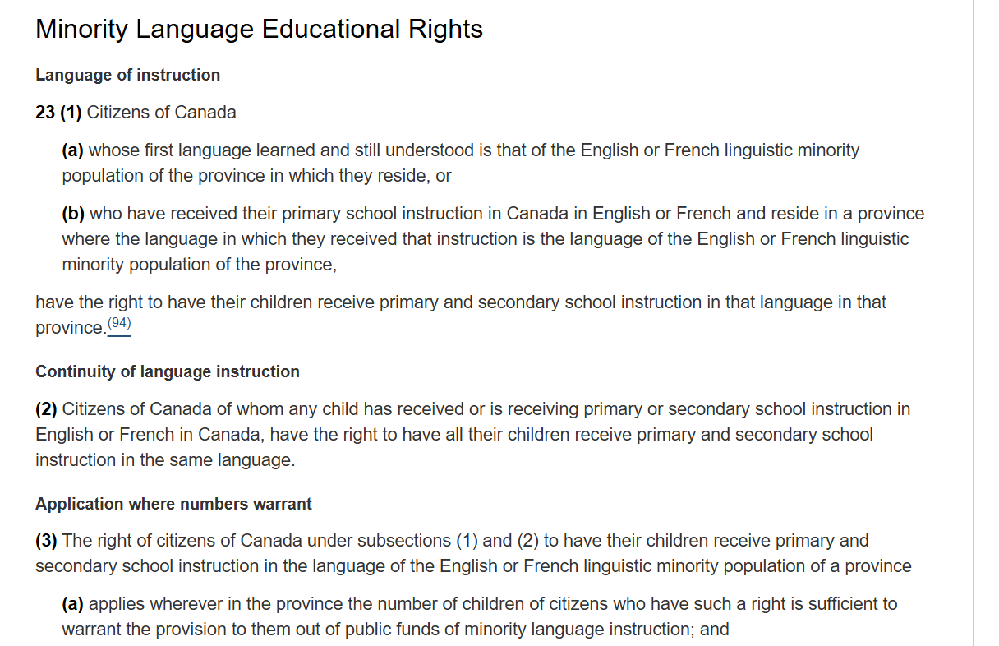 Minority Language Educational Rights
Language of instruction
23 (1) Citizens of Canada
(a) whose first language learned and still understood is that of the English or French linguistic minority
population of the province in which they reside, or
(b) who have received their primary school instruction in Canada in English or French and reside in a province
where the language in which they received that instruction is the language of the English or French linguistic
minority population of the province,
have the right to have their children receive primary and secondary school instruction in that language in that
province.(94)
Continuity of language instruction
(2) Citizens of Canada of whom any child has received or is receiving primary or secondary school instruction in
English or French in Canada, have the right to have all their children receive primary and secondary school
instruction in the same language.
Application where numbers warrant
(3) The right of citizens of Canada under subsections (1) and (2) to have their children receive primary and
secondary school instruction in the language of the English or French linguistic minority population of a province
(a) applies wherever in the province the number of children of citizens who have such a right is sufficient to
warrant the provision to them out of public funds of minority language instruction; and